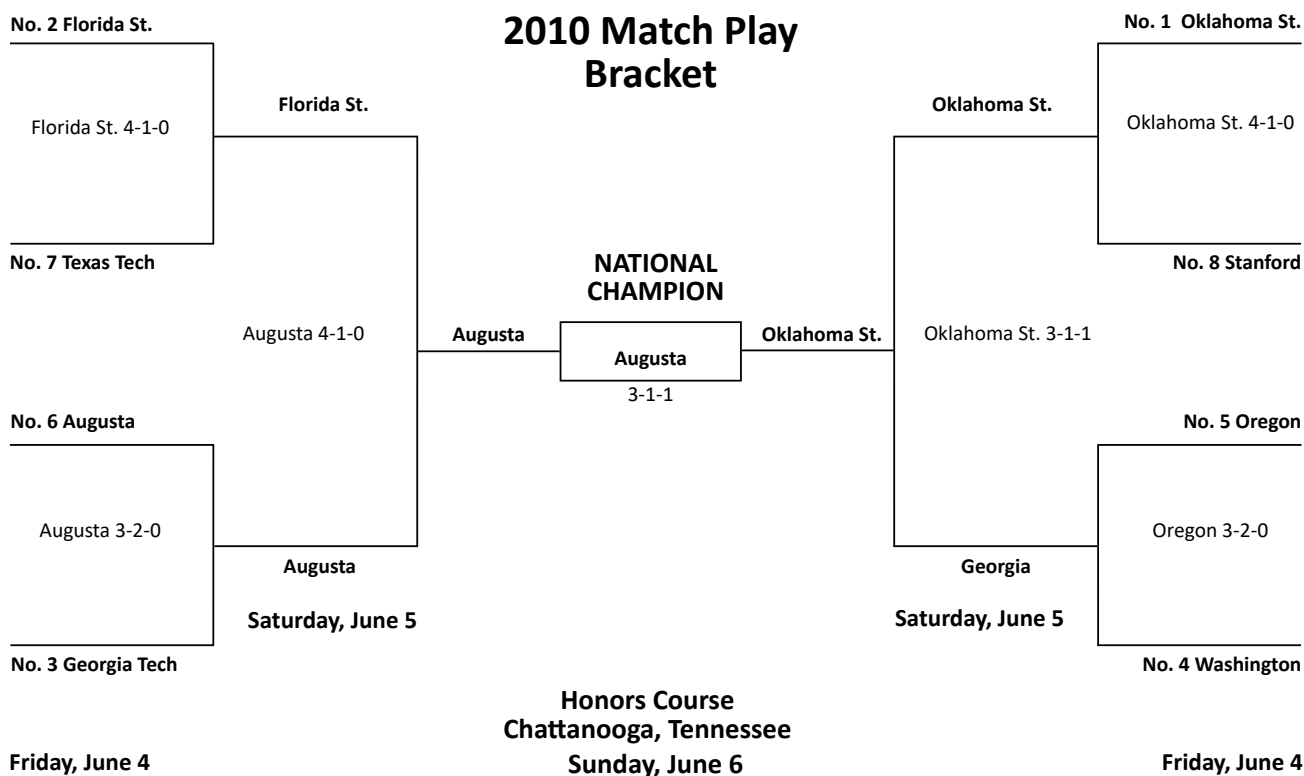 No. 2 Florida St.
2010 Match Play
Bracket
No. 1 Oklahoma St.
Florida St.
Oklahoma St.
Florida St. 4-1-0
Oklahoma St. 4-1-0
No. 7 Texas Tech
NATIONAL
CHAMPION
No. 8 Stanford
Augusta 4-1-0
Augusta
Augusta
3-1-1
Oklahoma St.
Oklahoma St. 3-1-1
No. 6 Augusta
No. 5 Oregon
Augusta 3-2-0
Oregon 3-2-0
Augusta
Georgia
Saturday, June 5
Saturday, June 5
No. 3 Georgia Tech
No. 4 Washington
Honors Course
Chattanooga, Tennessee
Friday, June 4
Sunday, June 6
Friday, June 4